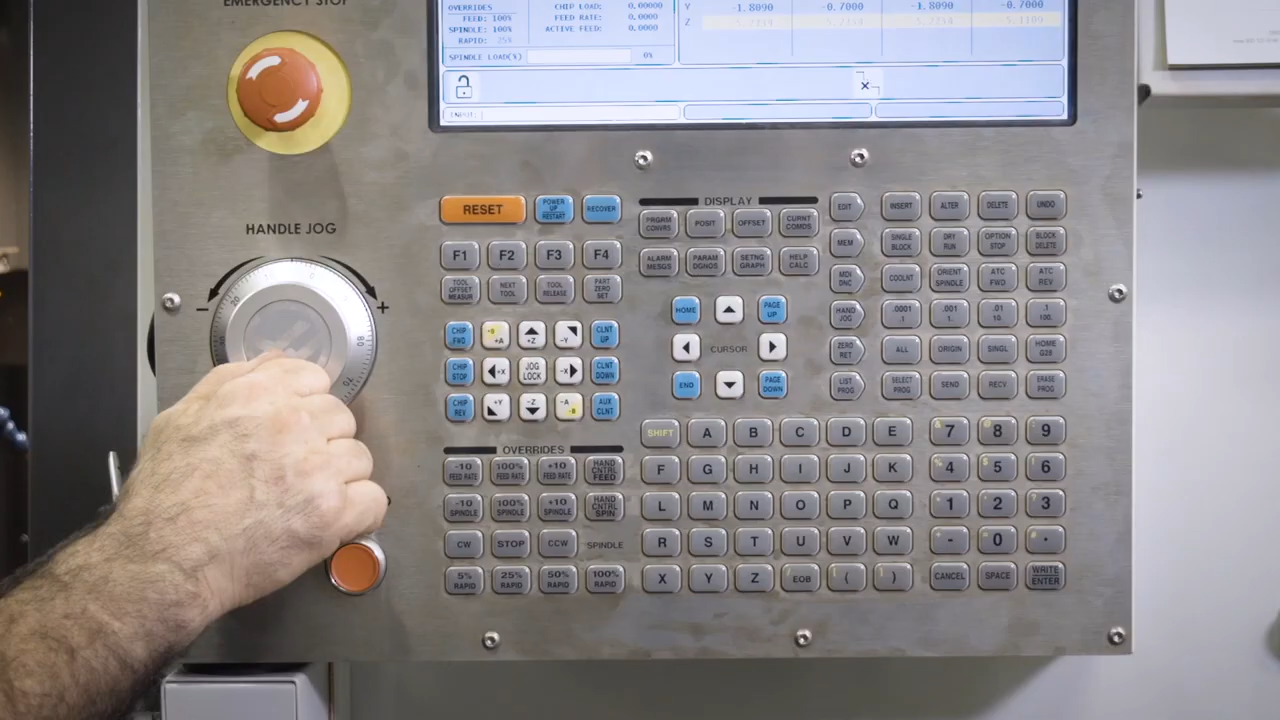 EMERGENCY STOP
OVERRIDES
FEED: 100%
SPINDLE: 100%
RAPID: 25%
CHIP LOAD: 0.00000
FEED RATE: 0.0000
ACTIVE FEED: 0.0000
SPINDLE LOAD(%) 0%
Y -1.8090 -0.7000 -1.8090 -0.7000
Z
INPUT:
HANDLE JOG
- +
80
70
RESET
POWER UP RESTART
RECOVER
F1 F2 F3 F4
TOOL OFFSET MEASUR
NEXT TOOL
TOOL RELEASE
PART ZERO SET
CHIP FWD
-B +A
+Z
-Y
CLNT UP
CHIP STOP
+X
JOG LOCK
-X
CLNT DOWN
CHIP REV
+Y
-Z
-A +B
AUX CLNT
OVERRIDES
-10 FEED RATE
100% FEED RATE
+10 FEED RATE
HAND CNTRL FEED
-10 SPINDLE
100% SPINDLE
+10 SPINDLE
HAND CNTRL SPIN
CW STOP CCW SPINDLE
5% RAPID
25% RAPID
50% RAPID
100% RAPID
DISPLAY
PRGRM CONVRS
POSIT
OFFSET
CURNT COMDS
ALARM MESGS
PARAM DGNOS
SETNG GRAPH
HELP CALC
HOME
PAGE UP
CURSOR
END
PAGE DOWN
EDIT INSERT ALTER DELETE UNDO
MEM
SINGLE BLOCK
DRY RUN
OPTION STOP
BLOCK DELETE
MDI DNC
COOLNT
ORIENT SPINDLE
ATC FWD
ATC REV
HAND JOG
.0001 .1
.001 1.
.01 10.
.1 100.
ZERO RET
ALL
ORIGIN
SINGL
HOME G28
LIST PROG
SELECT PROG
SEND
RECV
ERASE PROG
SHIFT A B C D E
F G H I J K
L M N O P Q
R S T U V W
X Y Z EOB ( )
7 8 9
4 5 6
1 2 3
- 0 .
CANCEL SPACE WRITE ENTER